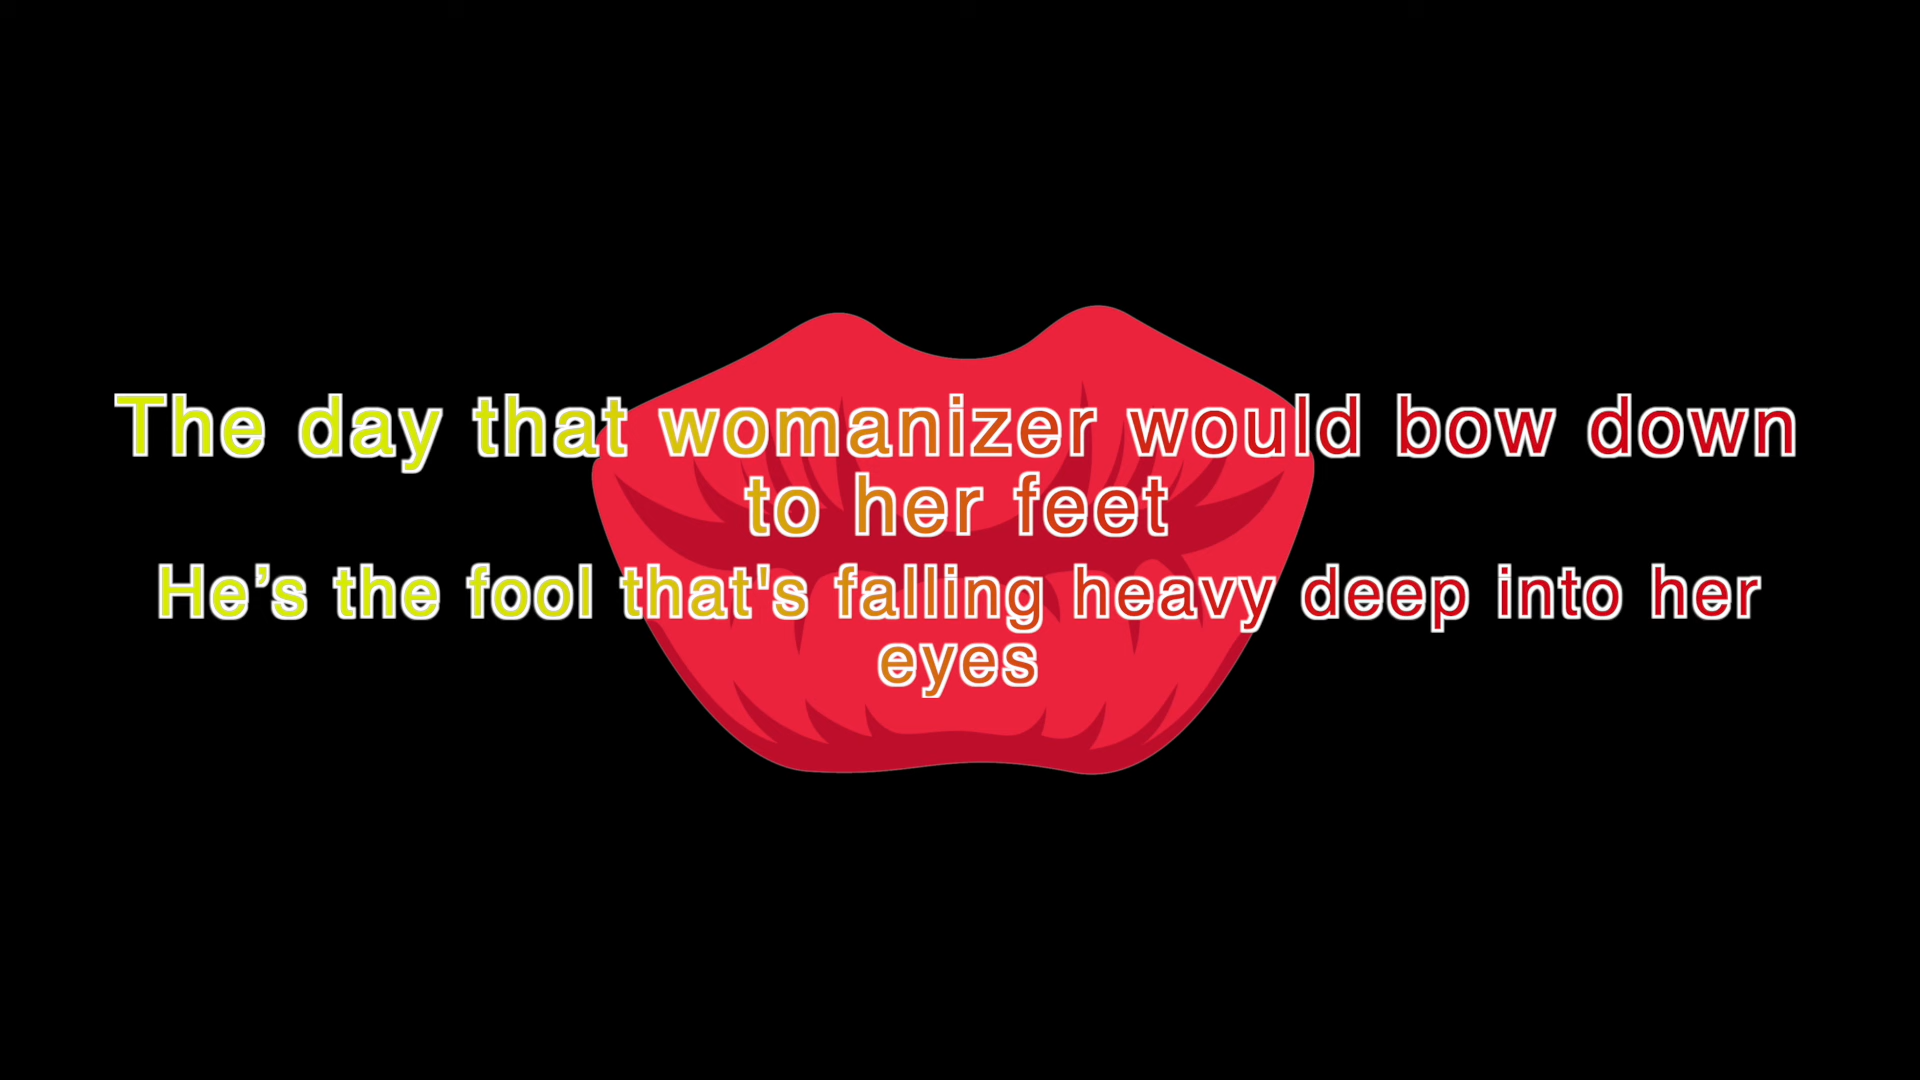 The day that womanizer would bow down
to her feet
He’s the fool that's falling heavy deep into her
eyes